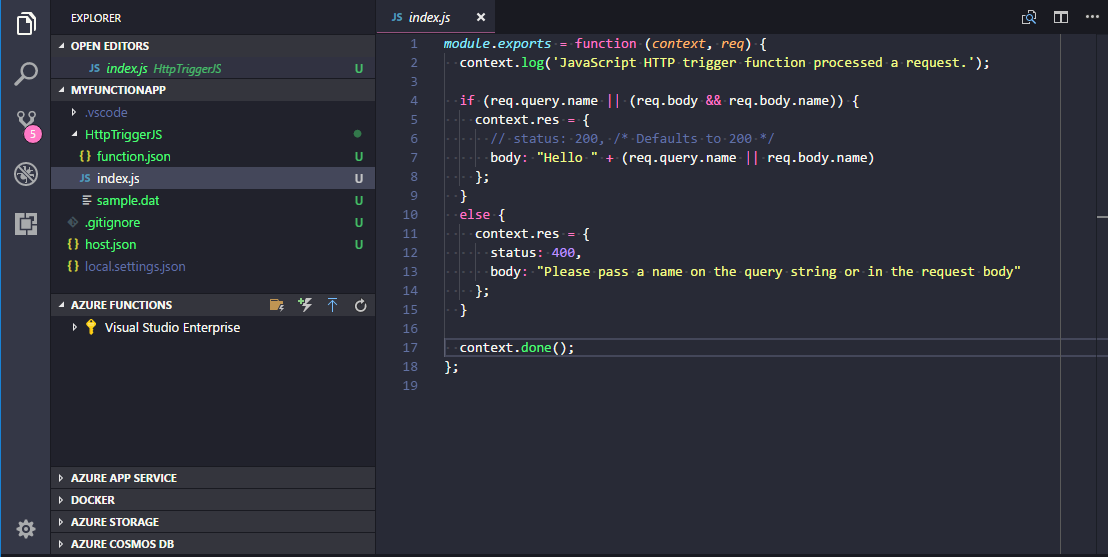 EXPLORER
OPEN EDITORS
JS index.js HttpTriggerJS U
MYFUNCTIONAPP
.vscode
HttpTriggerJS
{} function.json U
JS index.js U
sample.dat U
.gitignore U
{} host.json U
{} local.settings.json
5
AZURE FUNCTIONS
Visual Studio Enterprise
AZURE APP SERVICE
DOCKER
AZURE STORAGE
AZURE COSMOS DB
JS index.js ×
1 module.exports = function (context, req) {
2 context.log('JavaScript HTTP trigger function processed a request.');
3
4 if (req.query.name || (req.body && req.body.name)) {
5 context.res = {
6 // status: 200, /* Defaults to 200 */
7 body: "Hello " + (req.query.name || req.body.name)
8 };
9 }
10 else {
11 context.res = {
12 status: 400,
13 body: "Please pass a name on the query string or in the request body"
14 };
15 }
16
17 context.done();
18 };
19